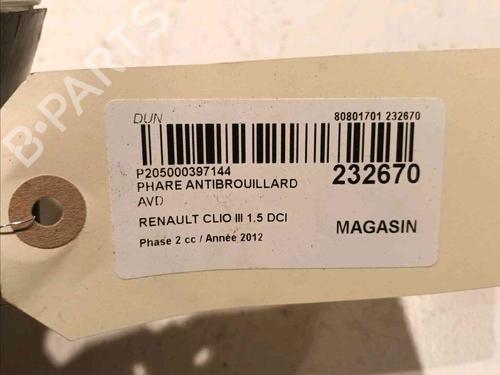 B-PARTS
DUN 80801701 232670
P205000397144
PHARE ANTIBROUILLARD 232670
AVD
RENAULT CLIO III 1.5 DCI MAGASIN
Phase 2 cc / Année 2012